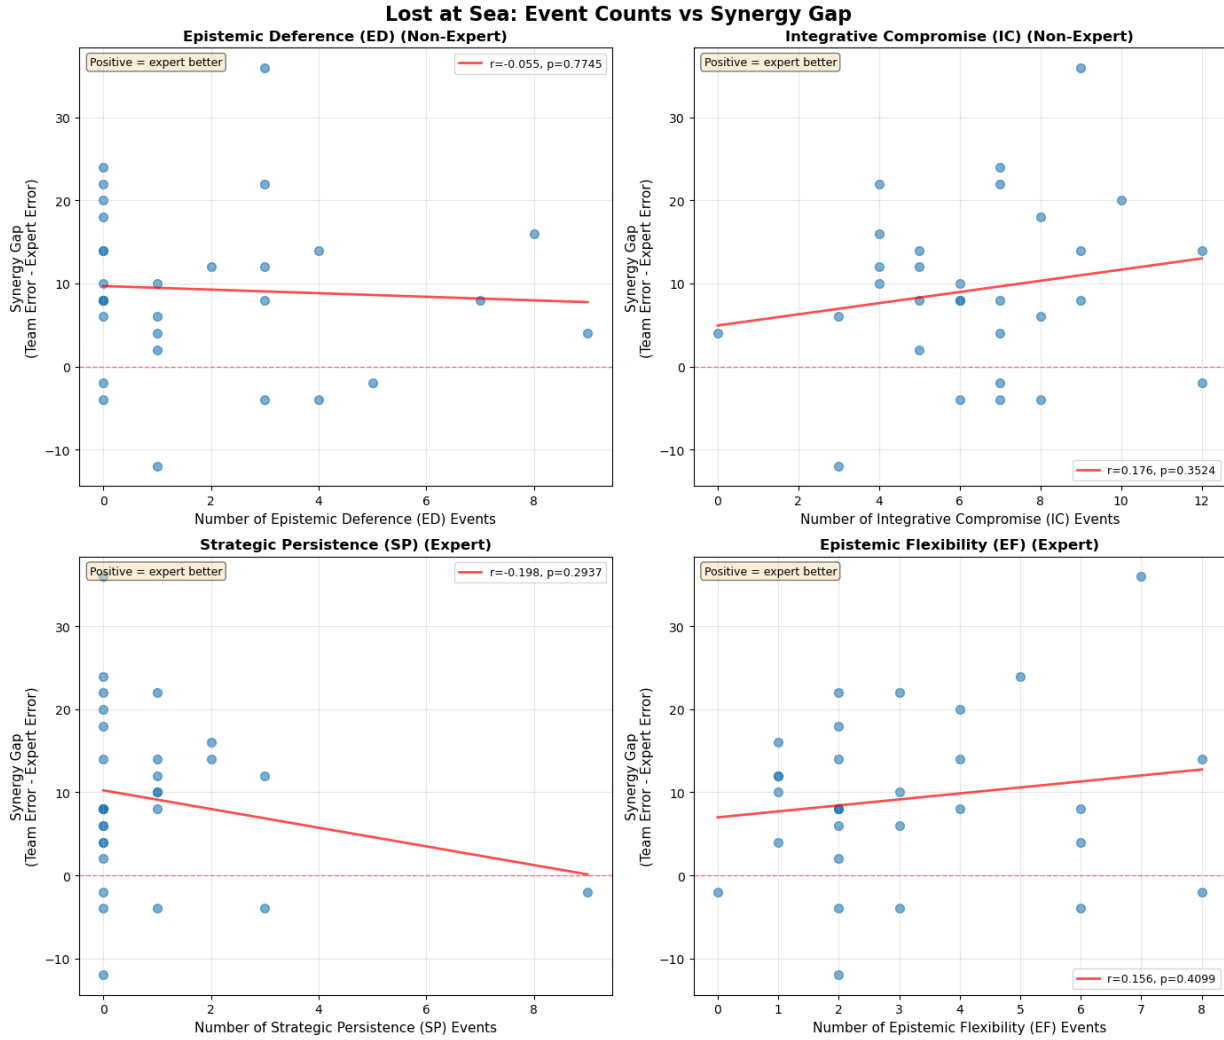 Lost at Sea: Event Counts vs Synergy Gap
Epistemic Deference (ED) (Non-Expert)
Positive = expert better
r=-0.055, p=0.7745
Synergy Gap
(Team Error - Expert Error)
30
20
10
0
−10
0 2 4 6 8
Number of Epistemic Deference (ED) Events
Integrative Compromise (IC) (Non-Expert)
Positive = expert better
r=0.176, p=0.3524
Synergy Gap
(Team Error - Expert Error)
30
20
10
0
−10
0 2 4 6 8 10 12
Number of Integrative Compromise (IC) Events
Strategic Persistence (SP) (Expert)
Positive = expert better
r=-0.198, p=0.2937
Synergy Gap
(Team Error - Expert Error)
30
20
10
0
−10
0 2 4 6 8
Number of Strategic Persistence (SP) Events
Epistemic Flexibility (EF) (Expert)
Positive = expert better
r=0.156, p=0.4099
Synergy Gap
(Team Error - Expert Error)
30
20
10
0
−10
0 1 2 3 4 5 6 7 8
Number of Epistemic Flexibility (EF) Events